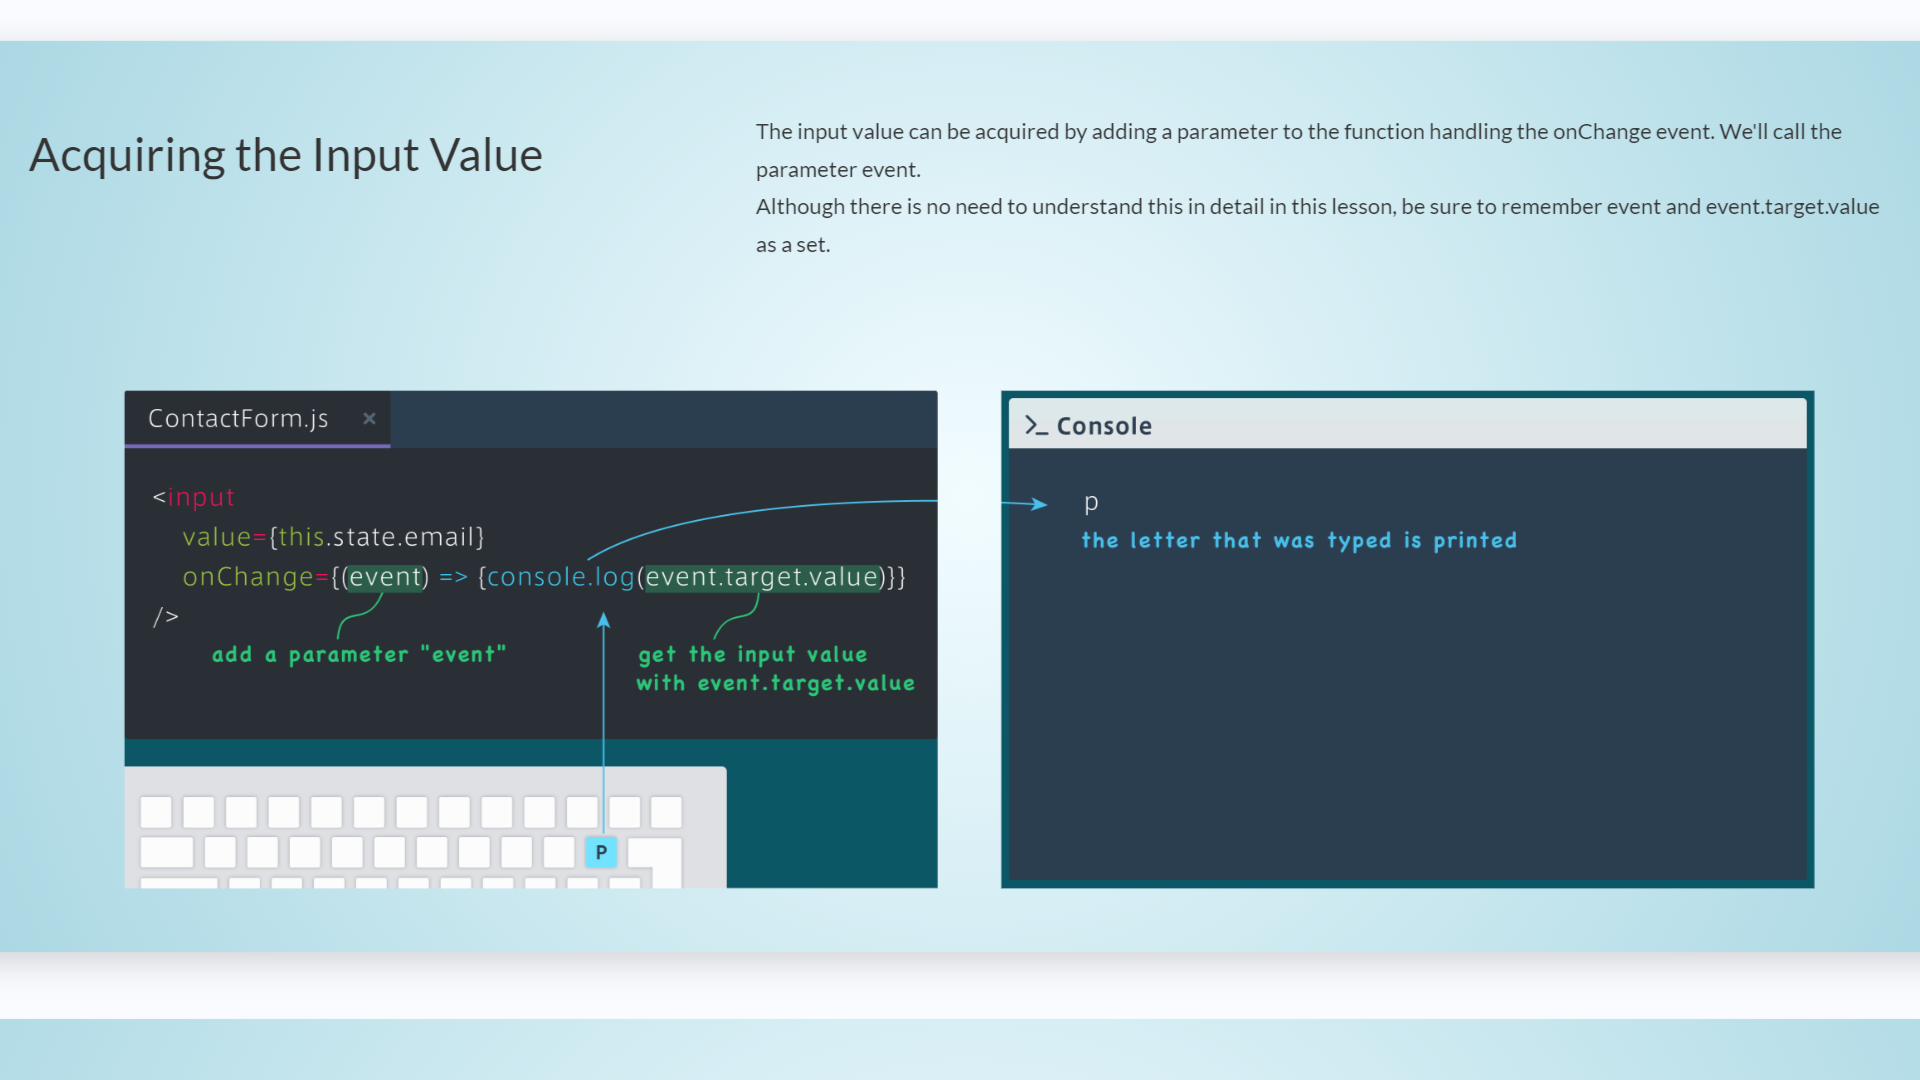 Acquiring the Input Value
The input value can be acquired by adding a parameter to the function handling the onChange event. We'll call the
parameter event.
Although there is no need to understand this in detail in this lesson, be sure to remember event and event.target.value
as a set.
ContactForm.js ×
<input
value={this.state.email}
onChange={(event) => {console.log(event.target.value)}}
/>
add a parameter "event"
get the input value
with event.target.value
P
>_ Console
p
the letter that was typed is printed